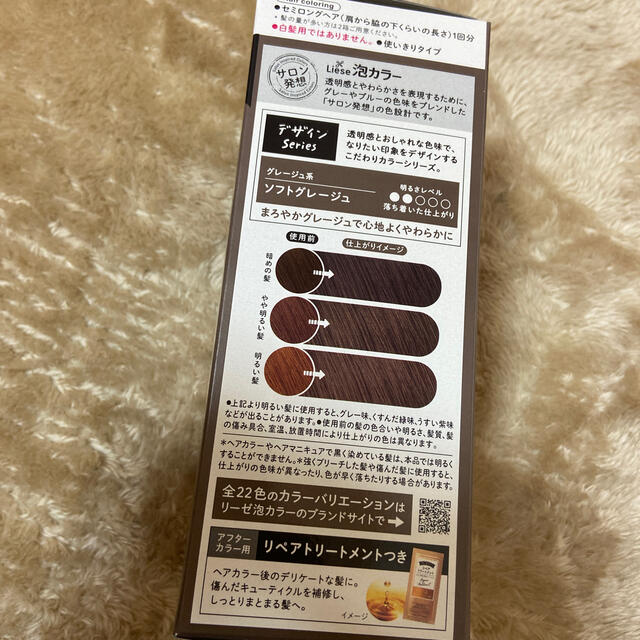 Hair coloring
●セミロングヘア(肩から脇の下くらいの長さ)1回分
・髪の量が多い方は2箱ご用意ください。
●白髪用ではありません。●使いきりタイプ
サロン
発想
Liese 泡カラー
透明感とやわらかさを表現するために、
グレーやブルーの色味をブレンドした
「サロン発想」の色設計です。
デザイン
Series
透明感とおしゃれな色味で、
なりたい印象をデザインする
こだわりカラーシリーズ。
グレージュ系
ソフトグレージュ
明るさレベル
落ち着いた仕上がり
まろやかグレージュで心地よくやわらかに
使用前
仕上がりイメージ
暗めの髪
やや明るい髪
明るい髪
●上記より明るい髪に使用すると、グレー味、くすんだ緑味、うすい紫味
などが出ることがあります。●使用前の髪の色合いや明るさ、髪質、髪
の傷み具合、室温、放置時間により仕上がりの色は異なります。
*ヘアカラーやヘアマニキュアで黒く染めている髪は、本品では明るく
することができません。*強くブリーチした髪や傷んだ髪に使用すると、
仕上がりの色味が異なったり、色が早く落ちたりする場合があります。
全22色のカラーバリエーションは
リーゼ泡カラーのブランドサイトで
アフター
カラー用
リペアトリートメントつき
ヘアカラー後のデリケートな髪に。
傷んだキューティクルを補修し、
しっとりまとまる髪へ。
イメージ